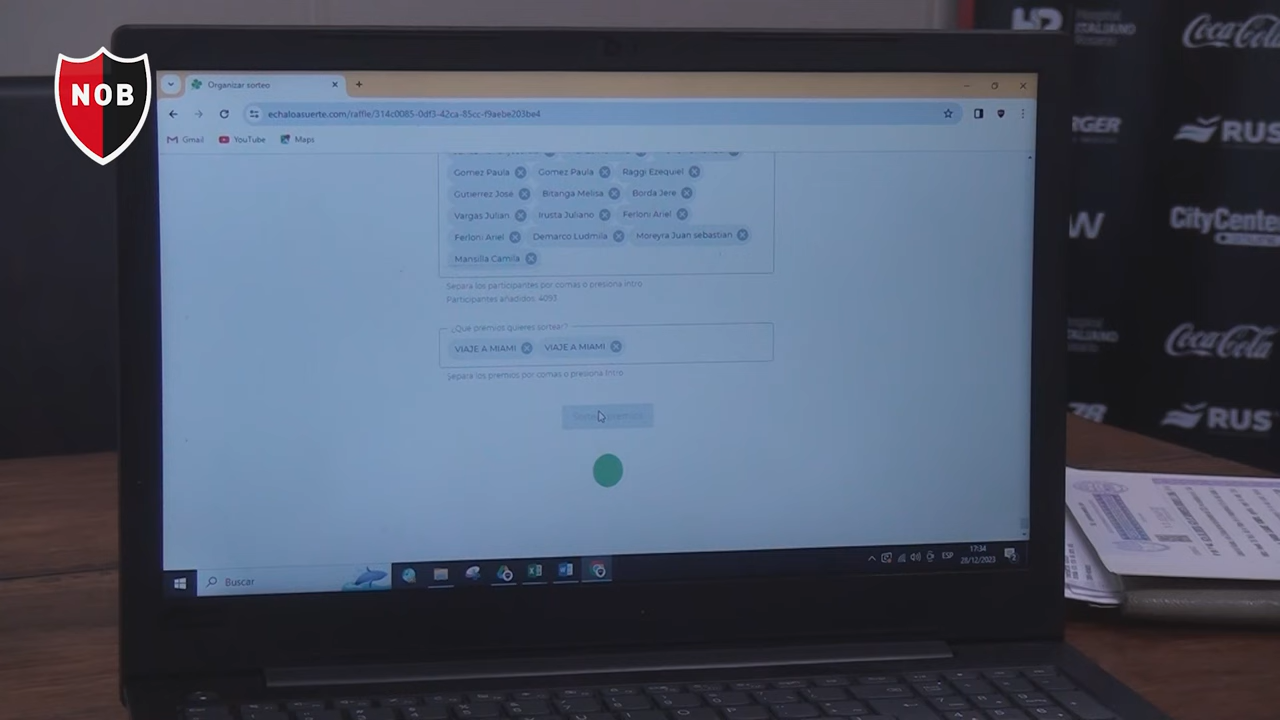 NOB
Organizar sorteo
echaloasuerte.com/raffle/314c0085-0df3-42ca-85cc-f9aebe203be4
Gmail YouTube Maps
Gomez Paula Gomez Paula Raggi Ezequiel
Gutierrez José Bitanga Melisa Borda Jere
Vargas Julian Irusta Juliano Ferloni Ariel
Ferloni Ariel Demarco Ludmila Moreyra Juan sebastian
Mansilla Camila
Separa los participantes por comas o presiona intro
Participantes añadidos: 4093
¿Qué premios quieres sortear?
VIAJE A MIAMI VIAJE A MIAMI
Separa los premios por comas o presiona intro
Buscar
ESP
17:34
28/12/2023
2
HP
ITALIANO
Coca-Cola
RUS
CityCenter
Coca-Cola
RUS